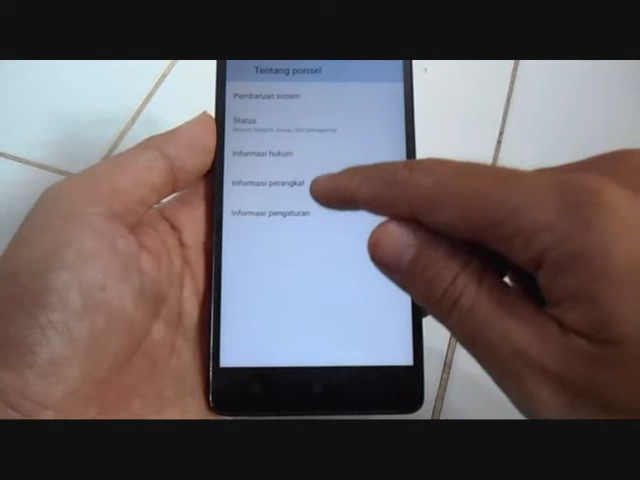 Tentang ponsel
Pembaruan sistem
Status
Informasi hukum
Informasi perangkat
Informasi pengaturan